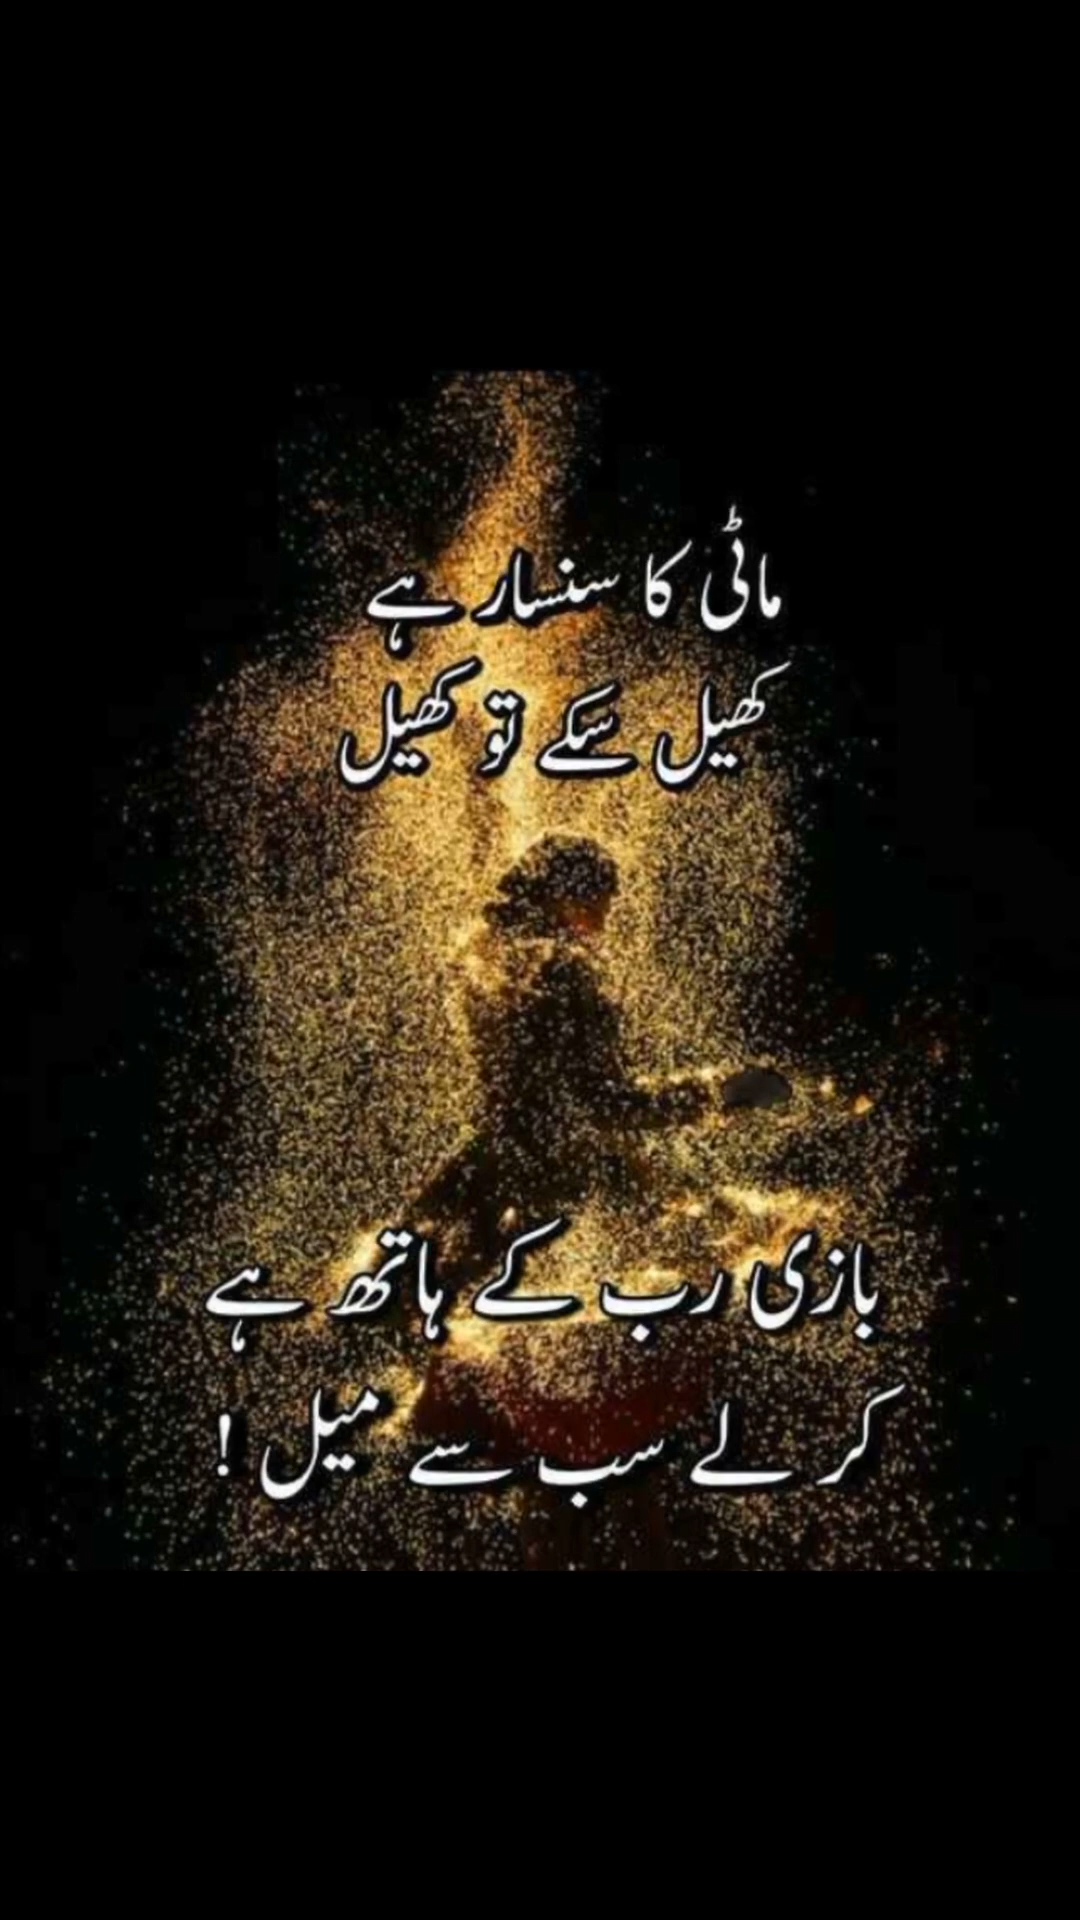 ماٹی کا سنسار ہے
کھیل سکے تو کھیل
بازی رب کے ہاتھ ہے
کر لے سب سے میل !